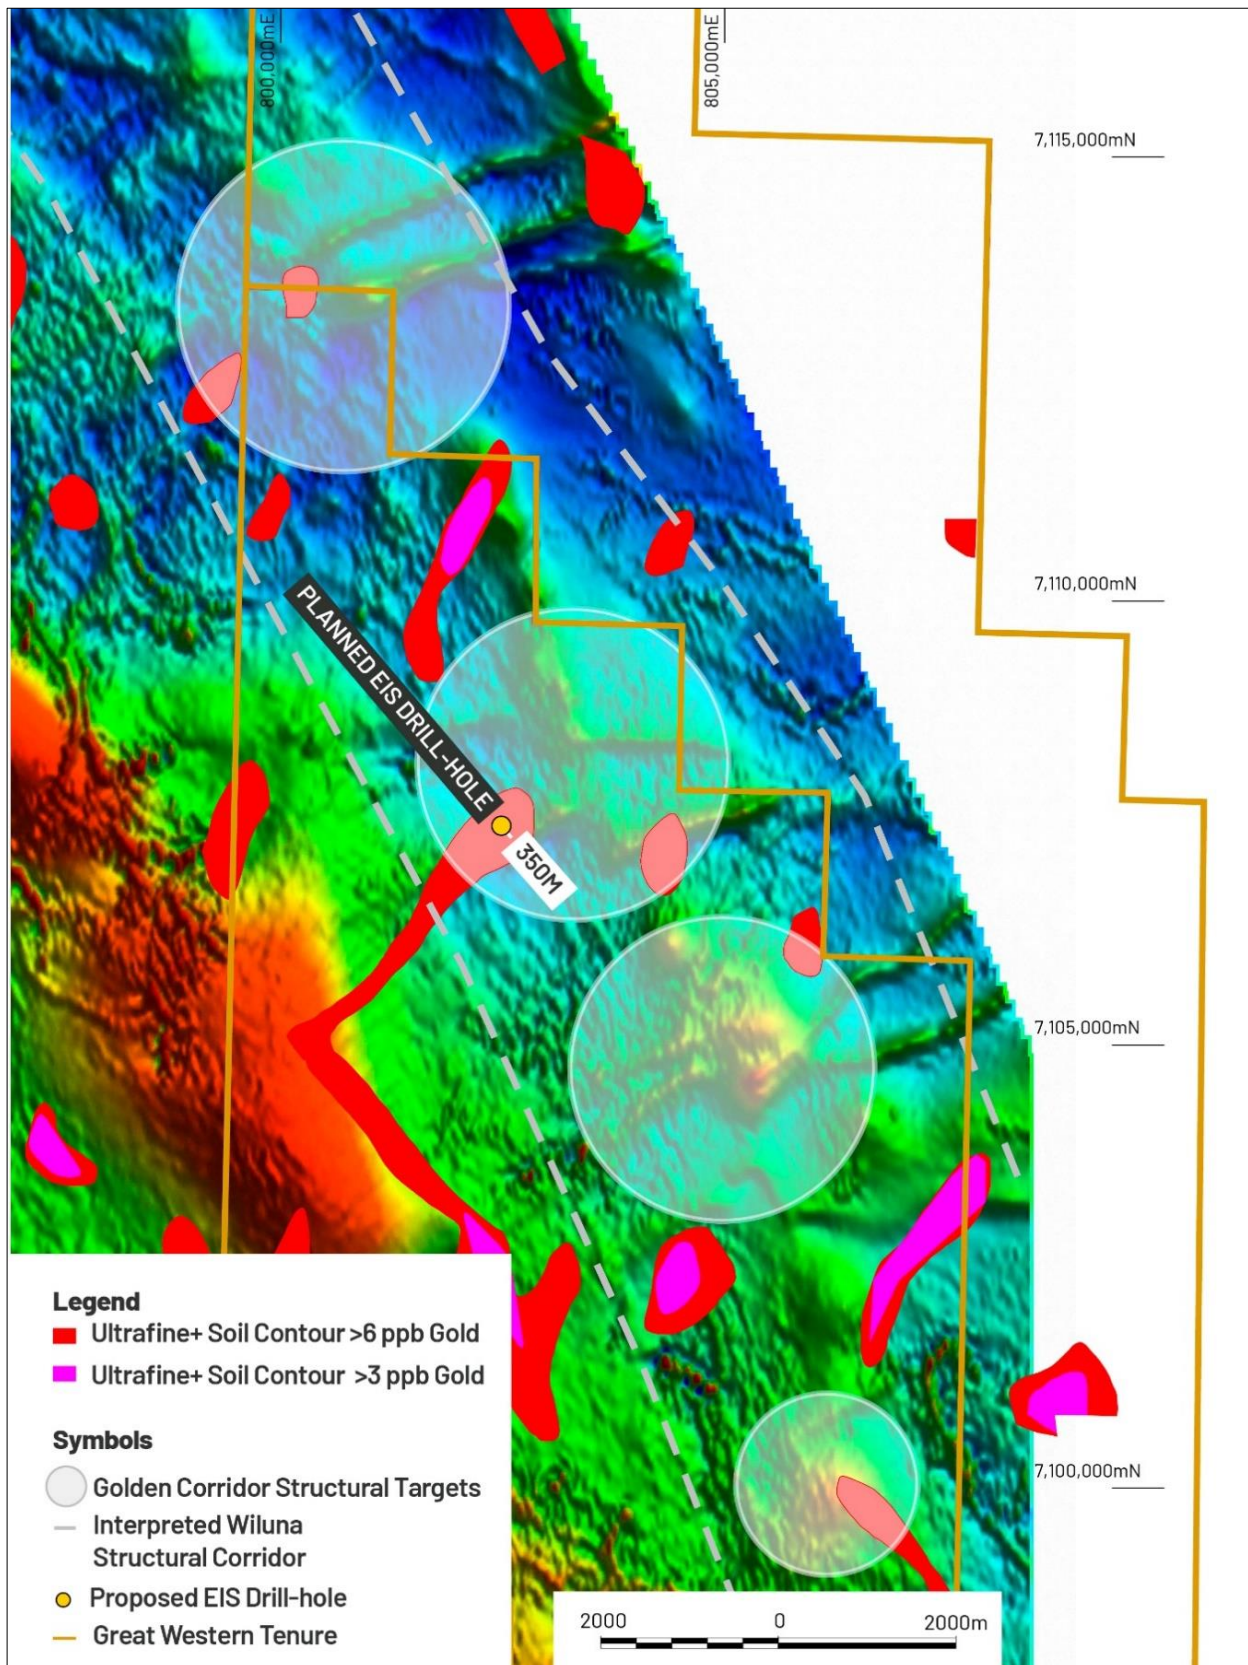 800,000mE
805,000mE
7,115,000mN
7,110,000mN
PLANNED EIS DRILL-HOLE
350M
7,105,000mN
7,100,000mN
Legend
Ultrafine+ Soil Contour >6 ppb Gold
Ultrafine+ Soil Contour >3 ppb Gold
Symbols
Golden Corridor Structural Targets
Interpreted Wiluna
Structural Corridor
Proposed EIS Drill-hole
Great Western Tenure
2000 0 2000m